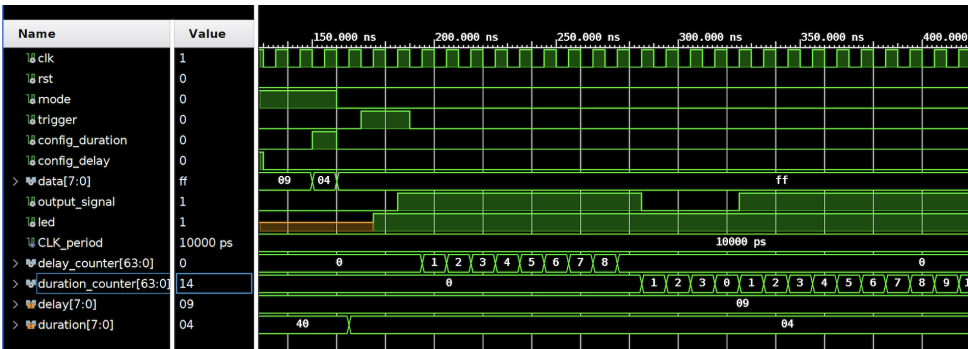 Name Value 150.000 ns 200.000 ns 250.000 ns 300.000 ns 350.000 ns 400.000
clk 1
rst 0
mode 0
trigger 0
config_duration 0
config_delay 0
data[7:0] ff 09 04 ff
output_signal 1
led 1
CLK_period 10000 ps 10000 ps
delay_counter[63:0] 0 0 1 2 3 4 5 6 7 8 0
duration_counter[63:0] 14 0 1 2 3 0 1 2 3 4 5 6 7 8 9 1
delay[7:0] 09 09
duration[7:0] 04 40 04